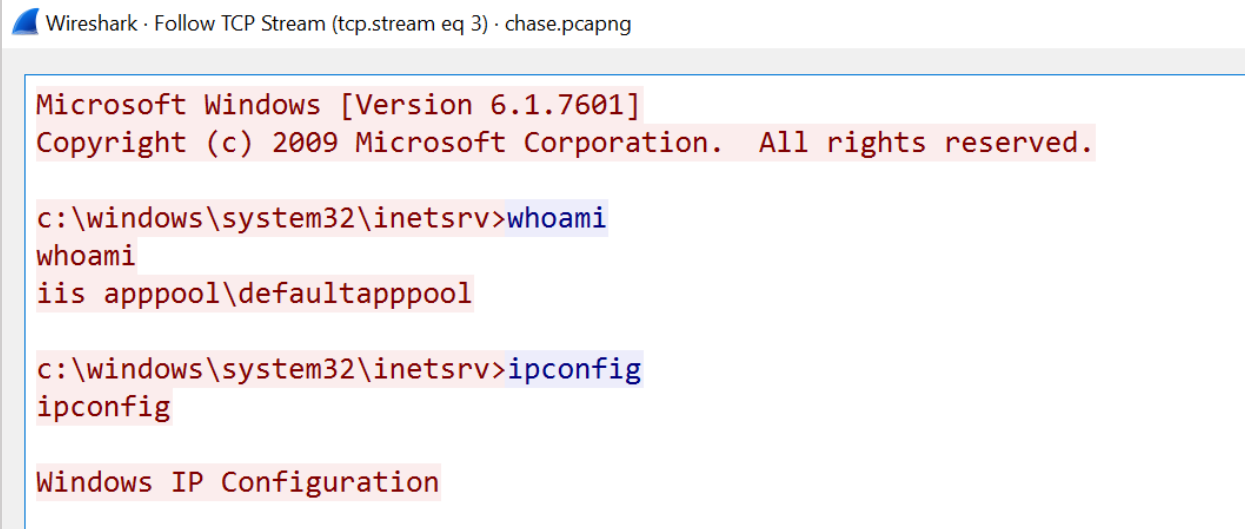 Wireshark · Follow TCP Stream (tcp.stream eq 3) · chase.pcapng
Microsoft Windows [Version 6.1.7601]
Copyright (c) 2009 Microsoft Corporation.  All rights reserved.
c:\windows\system32\inetsrv>whoami
whoami
iis apppool\defaultapppool
c:\windows\system32\inetsrv>ipconfig
ipconfig
Windows IP Configuration